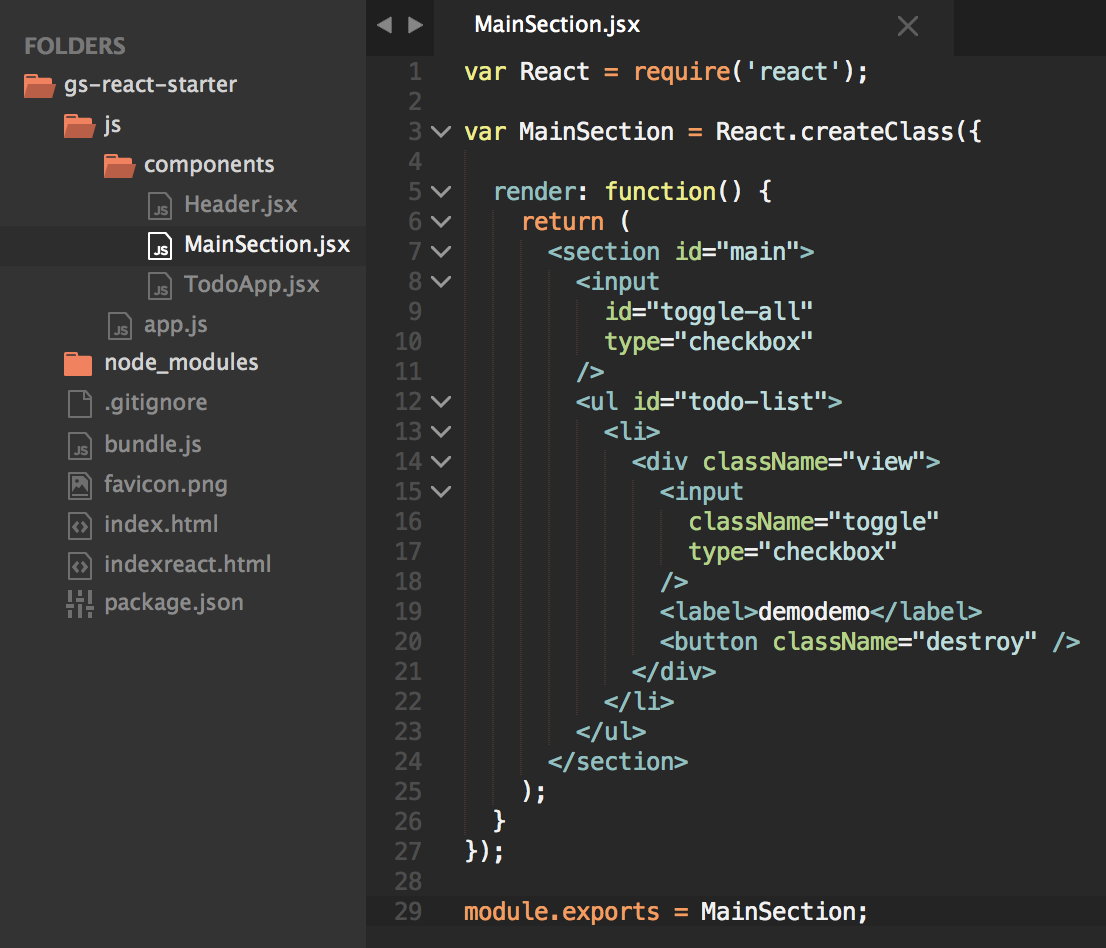 FOLDERS
gs-react-starter
js
components
Header.jsx
MainSection.jsx
TodoApp.jsx
app.js
node_modules
.gitignore
bundle.js
favicon.png
index.html
indexreact.html
package.json
MainSection.jsx
1 var React = require('react');
2
3 var MainSection = React.createClass({
4
5   render: function() {
6     return (
7       <section id="main">
8         <input
9           id="toggle-all"
10           type="checkbox"
11         />
12         <ul id="todo-list">
13           <li>
14             <div className="view">
15               <input
16                 className="toggle"
17                 type="checkbox"
18               />
19               <label>demodemo</label>
20               <button className="destroy" />
21             </div>
22           </li>
23         </ul>
24       </section>
25     );
26   }
27 });
28
29 module.exports = MainSection;